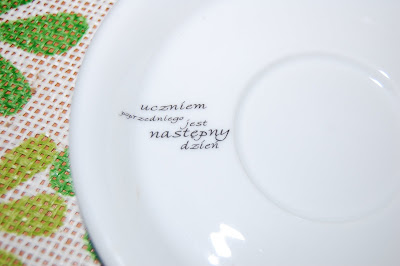 uczniem
poprzedniego
jest
następny
dzień